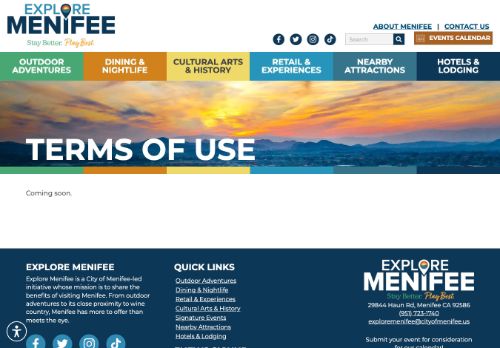 EXPLORE
MENIFEE
Stay Better. Play Best.
ABOUT MENIFEE | CONTACT US
Search
EVENTS CALENDAR
OUTDOOR ADVENTURES
DINING & NIGHTLIFE
CULTURAL ARTS & HISTORY
RETAIL & EXPERIENCES
NEARBY ATTRACTIONS
HOTELS & LODGING
TERMS OF USE
Coming soon.
EXPLORE MENIFEE
Explore Menifee is a City of Menifee-led
initiative whose mission is to share the
benefits of visiting Menifee. From outdoor
adventures to its close proximity to wine
country, Menifee has more to offer than
meets the eye.
QUICK LINKS
Outdoor Adventures
Dining & Nightlife
Retail & Experiences
Cultural Arts & History
Signature Events
Nearby Attractions
Hotels & Lodging
EXPLORE
MENIFEE
Stay Better. Play Best.
29844 Haun Rd, Menifee CA 92586
(951) 723-1740
exploremenifee@cityofmenifee.us
Submit your event for consideration
for our calendar!